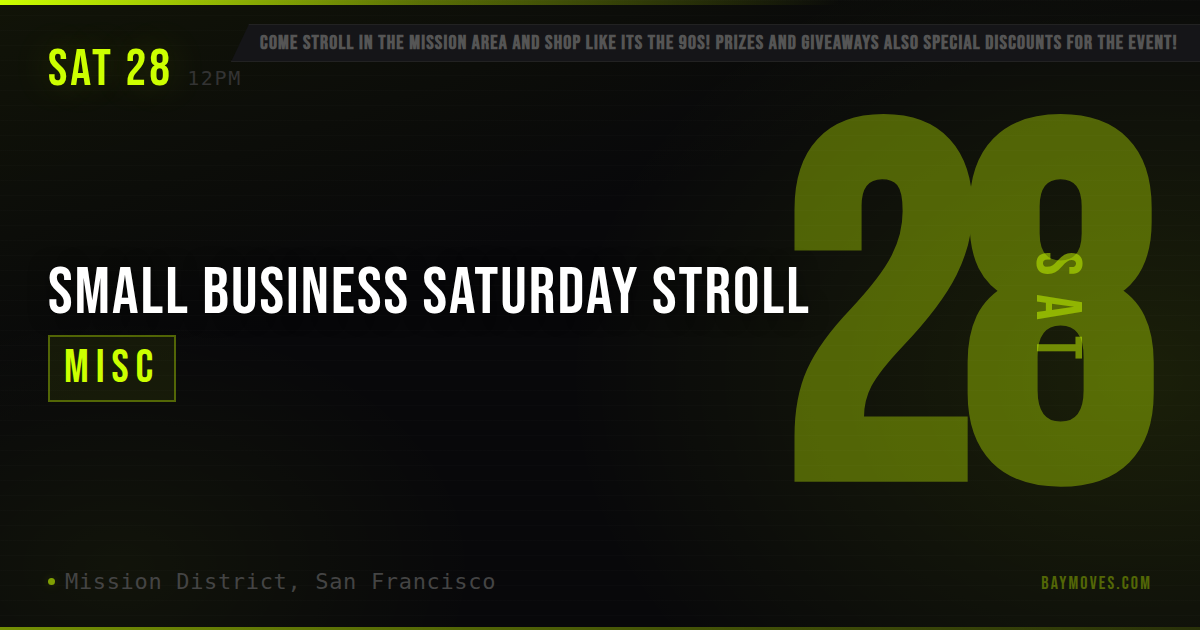 COME STROLL IN THE MISSION AREA AND SHOP LIKE ITS THE 90S! PRIZES AND GIVEAWAYS ALSO SPECIAL DISCOUNTS FOR THE EVENT!
SAT 28 12PM
28
SAT
SMALL BUSINESS SATURDAY STROLL
MISC
Mission District, San Francisco
BAYMOVES.COM